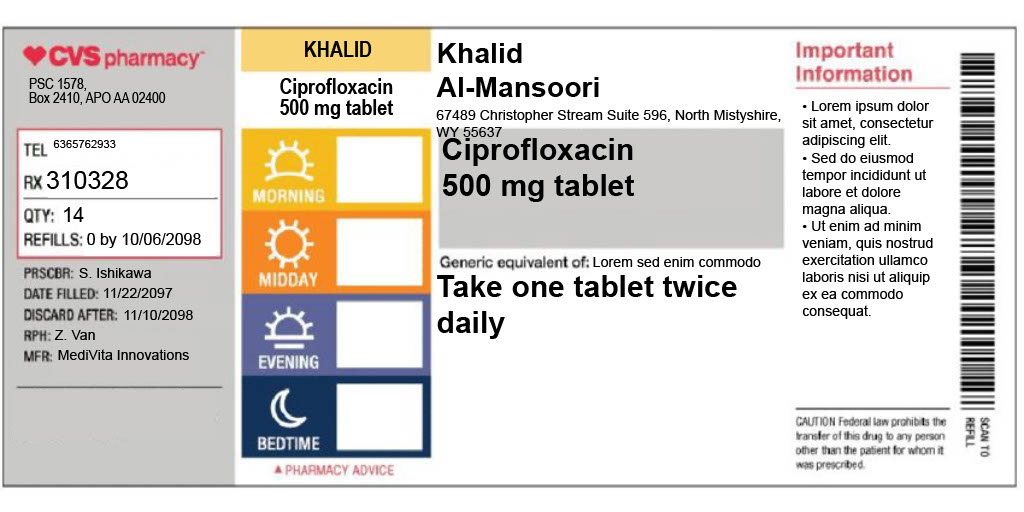 CVS pharmacy
PSC 1578,
Box 2410, APO AA 02400
TEL 6365762933
RX 310328
QTY: 14
REFILLS: 0 by 10/06/2098
PRSCBR: S. Ishikawa
DATE FILLED: 11/22/2097
DISCARD AFTER: 11/10/2098
RPH: Z. Van
MFR: MediVita Innovations
KHALID
Ciprofloxacin
500 mg tablet
MORNING
MIDDAY
EVENING
BEDTIME
▲ PHARMACY ADVICE
Khalid
Al-Mansoori
67489 Christopher Stream Suite 596, North Mistyshire,
WY 55637
Ciprofloxacin
500 mg tablet
Generic equivalent of: Lorem sed enim commodo
Take one tablet twice
daily
Important
Information
• Lorem ipsum dolor
sit amet, consectetur
adipiscing elit.
• Sed do eiusmod
tempor incididunt ut
labore et dolore
magna aliqua.
• Ut enim ad minim
veniam, quis nostrud
exercitation ullamco
laboris nisi ut aliquip
ex ea commodo
consequat.
CAUTION Federal law prohibits the
transfer of this drug to any person
other than the patient for whom it
was prescribed.
SCAN TO
REFILL